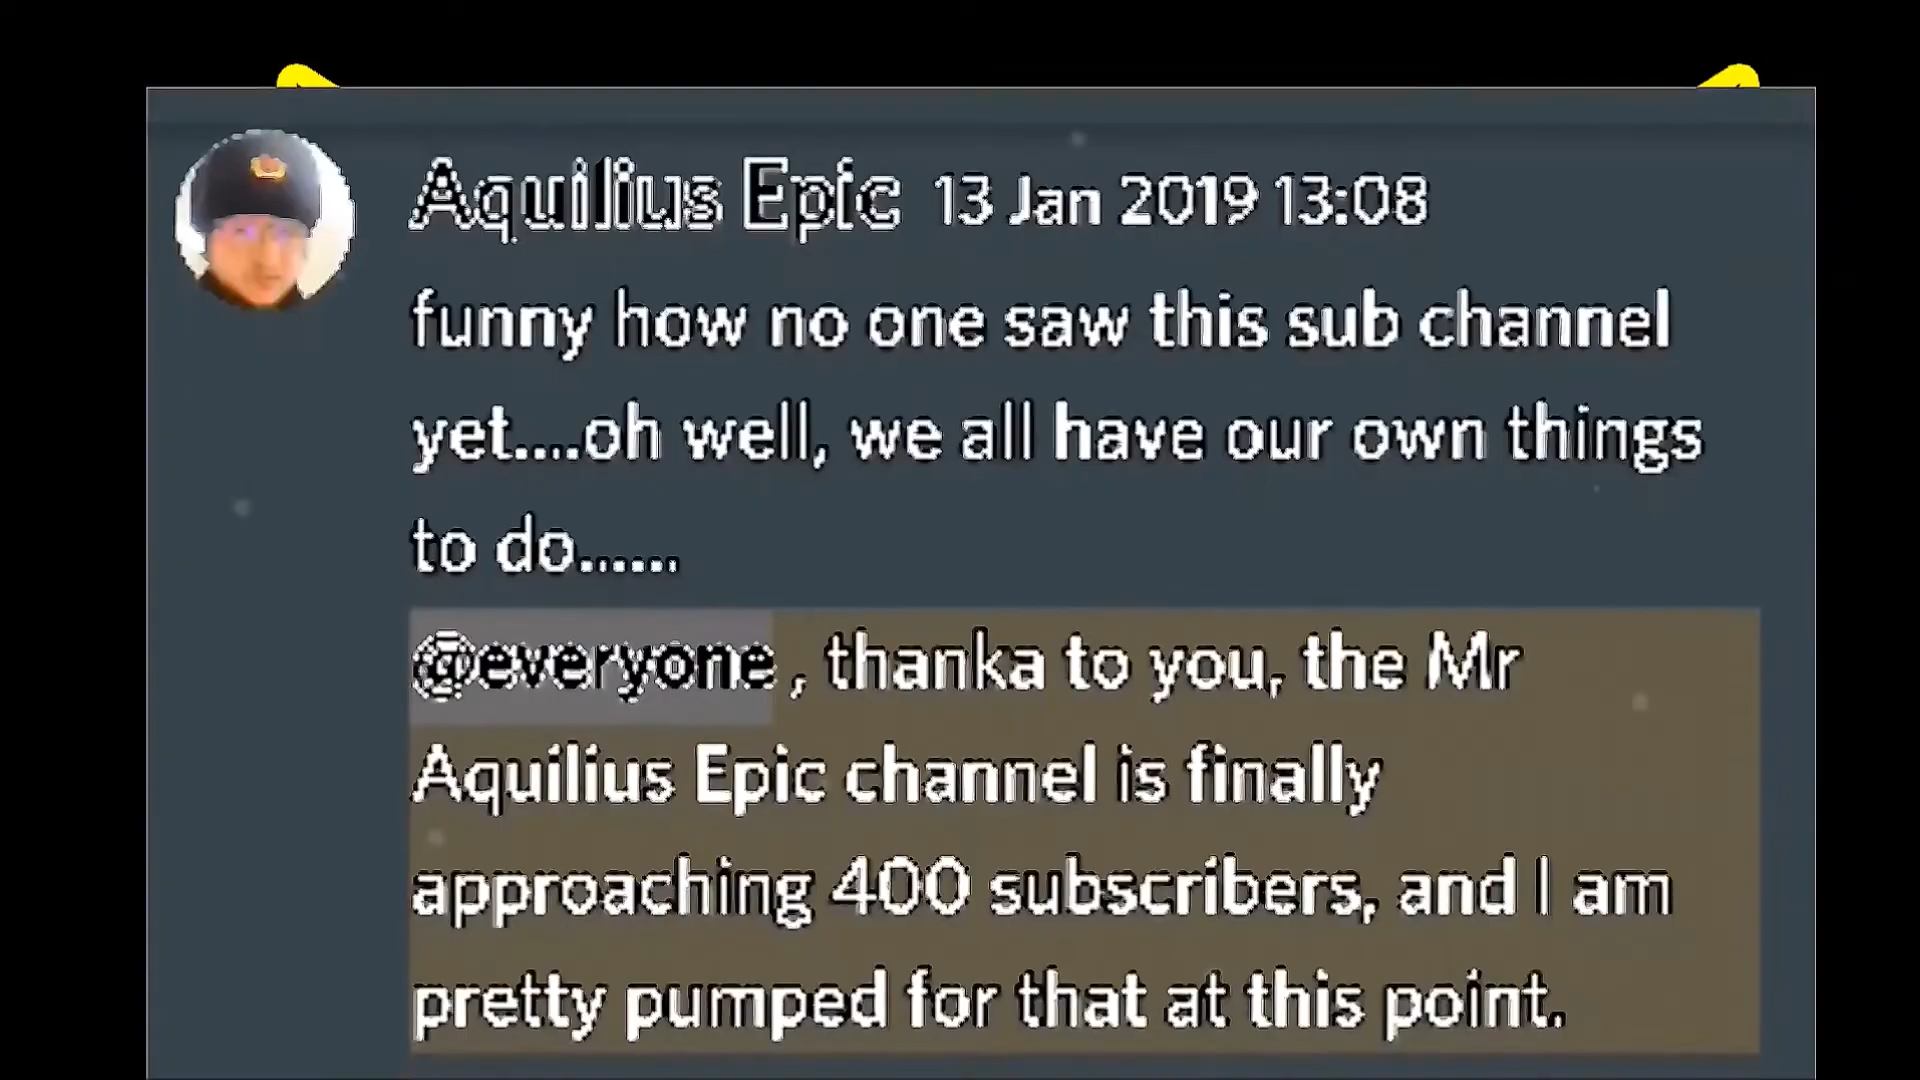 Aquilius Epic 13 Jan 2019 13:08
funny how no one saw this sub channel
yet....oh well, we all have our own things
to do......
@everyone , thanka to you, the Mr
Aquilius Epic channel is finally
approaching 400 subscribers, and I am
pretty pumped for that at this point.